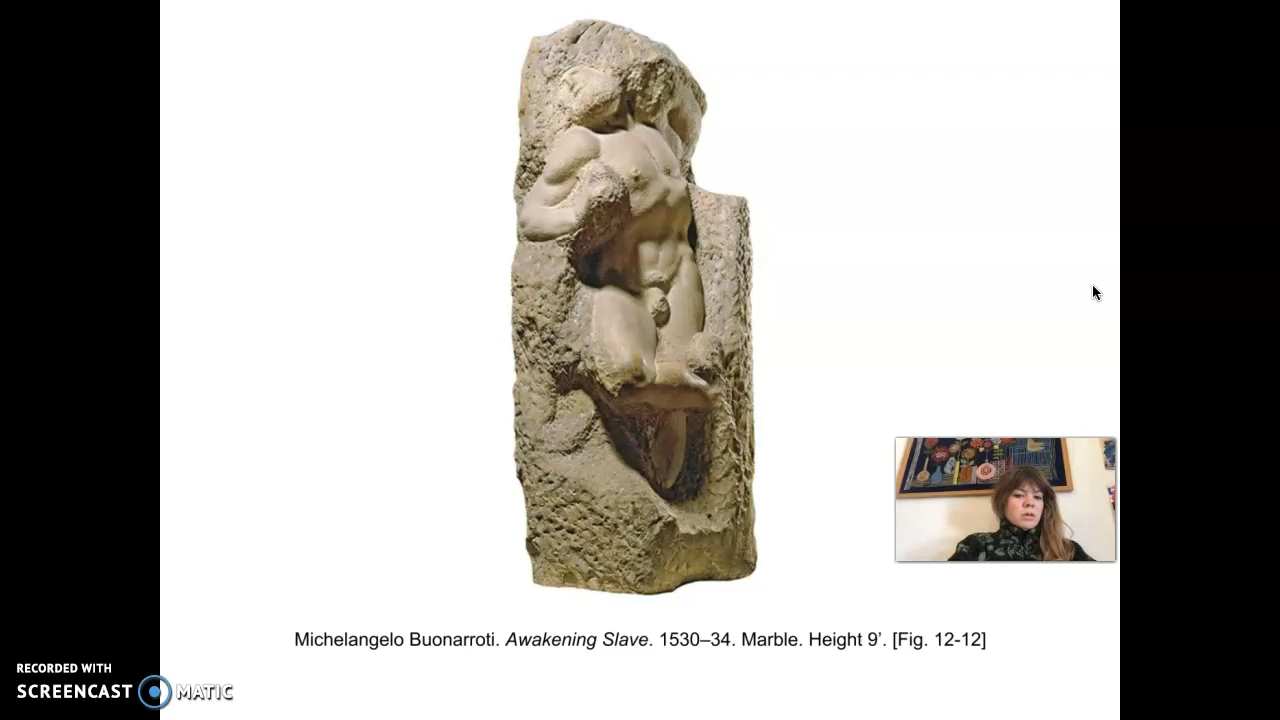 Michelangelo Buonarroti. Awakening Slave. 1530–34. Marble. Height 9’. [Fig. 12-12]
RECORDED WITH
SCREENCAST MATIC